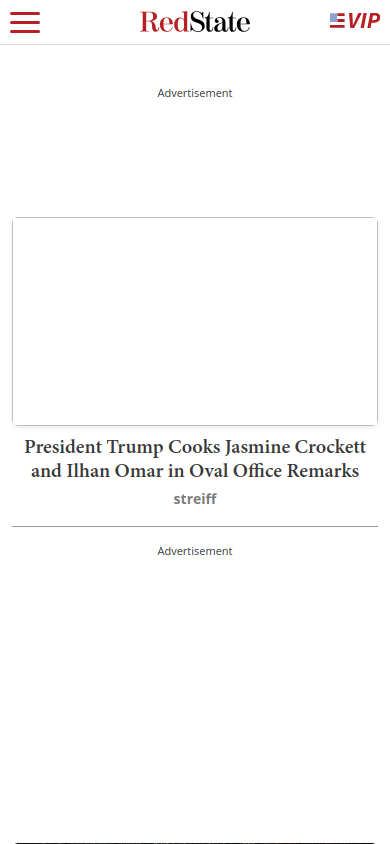 RedState
VIP
Advertisement
President Trump Cooks Jasmine Crockett
and Ilhan Omar in Oval Office Remarks
streiff
Advertisement